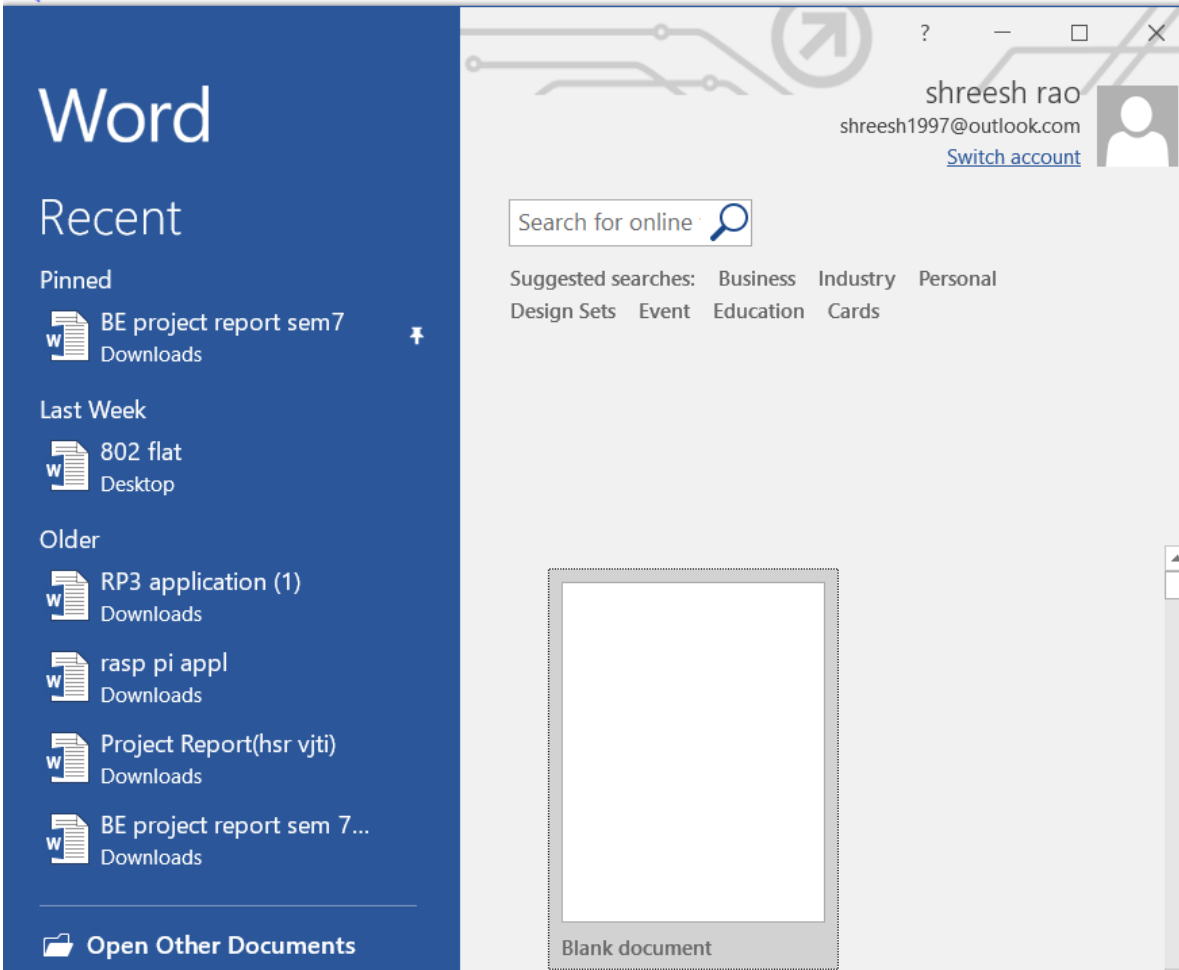 Word
?
shreesh rao
shreesh1997@outlook.com
Switch account
Recent
Pinned
BE project report sem7
Downloads
Last Week
802 flat
Desktop
Older
RP3 application (1)
Downloads
rasp pi appl
Downloads
Project Report(hsr vjti)
Downloads
BE project report sem 7...
Downloads
Open Other Documents
Search for online
Suggested searches: Business Industry Personal
Design Sets Event Education Cards
Blank document